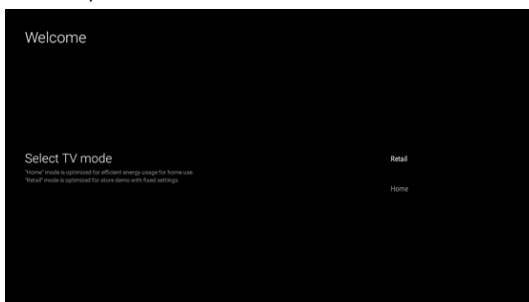 Welcome
Select TV mode
"Home" mode is optimized for efficient energy usage for home use.
"Retail" mode is optimized for store demo with fixed settings.
Retail
Home